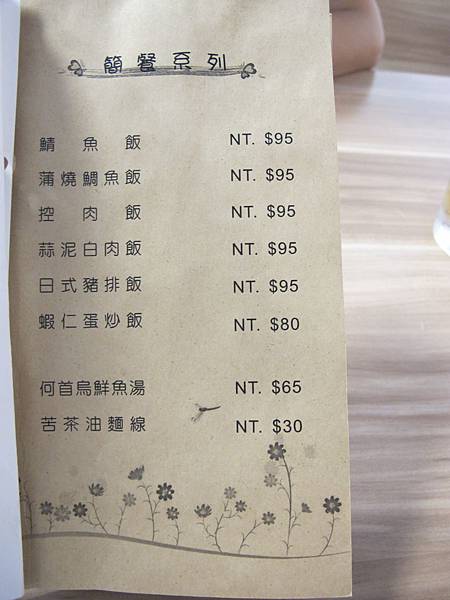 簡餐系列
鯖魚飯 NT. $95
蒲燒鯛魚飯 NT. $95
控肉飯 NT. $95
蒜泥白肉飯 NT. $95
日式豬排飯 NT. $95
蝦仁蛋炒飯 NT. $80
何首烏鮮魚湯 NT. $65
苦茶油麵線 NT. $30